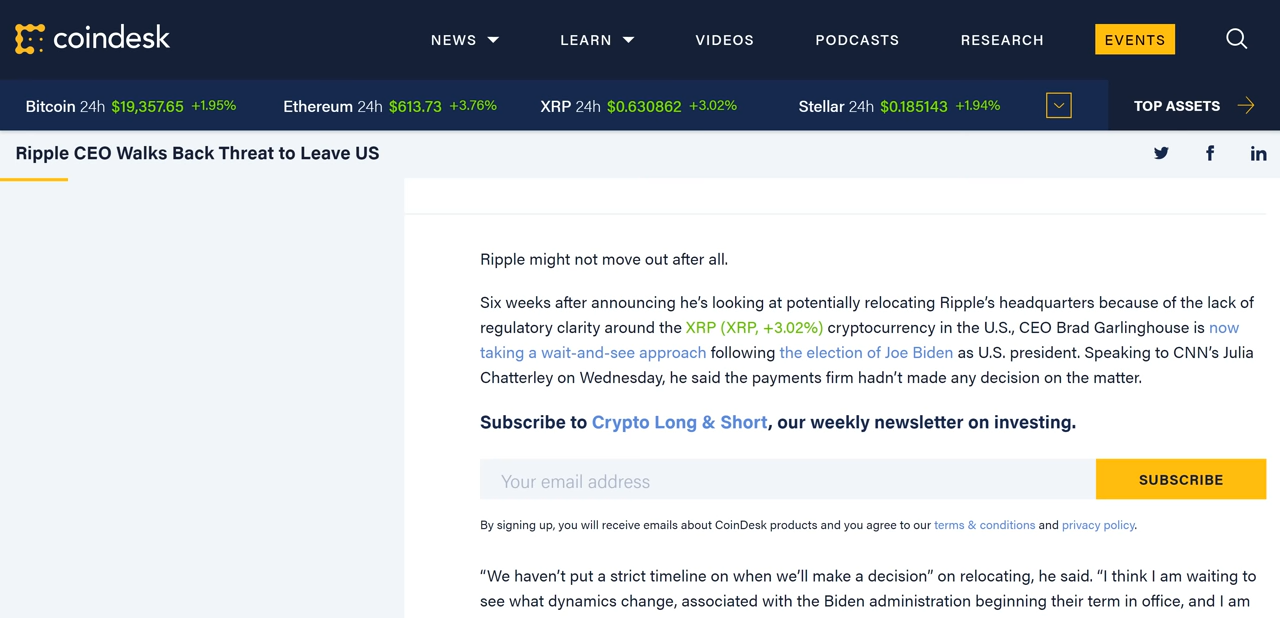 coindesk
NEWS
LEARN
VIDEOS
PODCASTS
RESEARCH
EVENTS
Bitcoin 24h $19,357.65 +1.95%
Ethereum 24h $613.73 +3.76%
XRP 24h $0.630862 +3.02%
Stellar 24h $0.185143 +1.94%
TOP ASSETS
Ripple CEO Walks Back Threat to Leave US
Ripple might not move out after all.
Six weeks after announcing he’s looking at potentially relocating Ripple’s headquarters because of the lack of
regulatory clarity around the XRP (XRP, +3.02%) cryptocurrency in the U.S., CEO Brad Garlinghouse is now
taking a wait-and-see approach following the election of Joe Biden as U.S. president. Speaking to CNN’s Julia
Chatterley on Wednesday, he said the payments firm hadn’t made any decision on the matter.
Subscribe to Crypto Long & Short, our weekly newsletter on investing.
Your email address
SUBSCRIBE
By signing up, you will receive emails about CoinDesk products and you agree to our terms & conditions and privacy policy.
“We haven’t put a strict timeline on when we’ll make a decision” on relocating, he said. “I think I am waiting to
see what dynamics change, associated with the Biden administration beginning their term in office, and I am